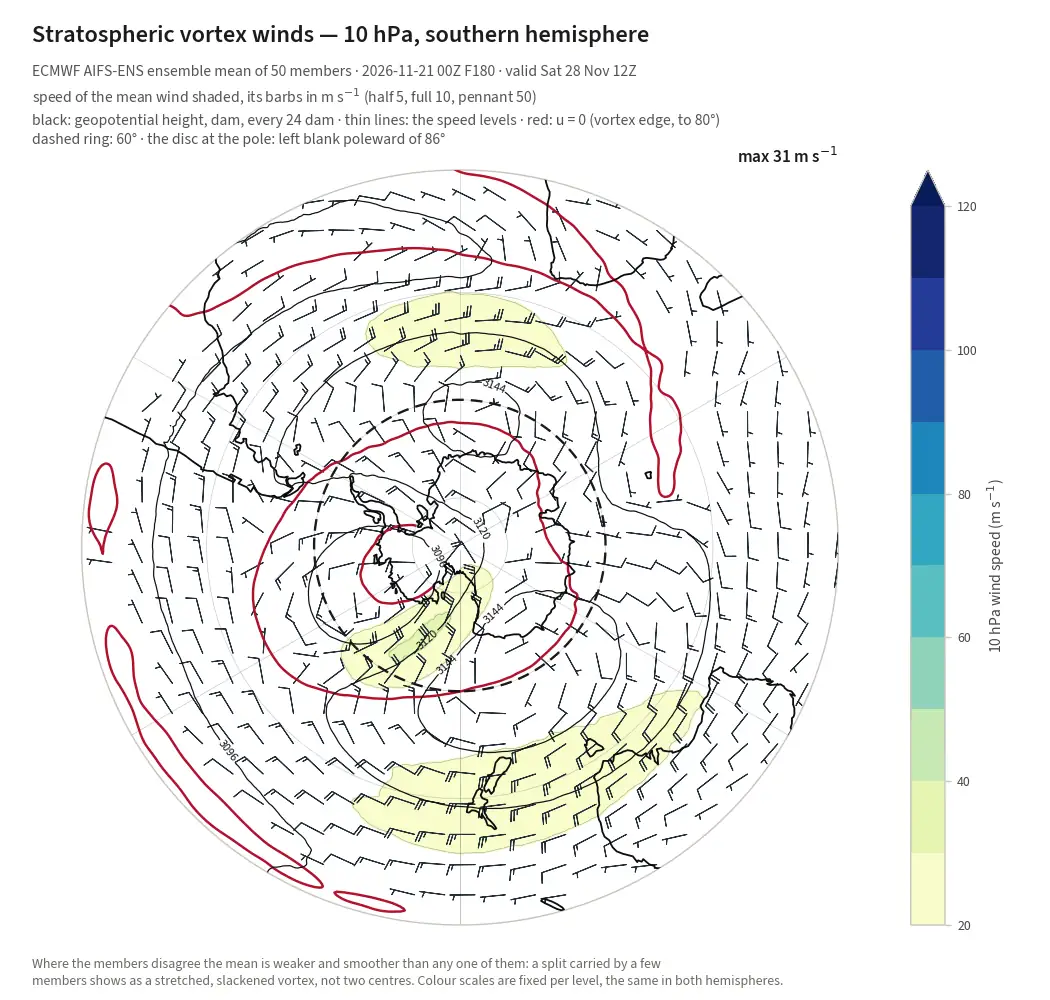 Stratospheric vortex winds — 10 hPa, southern hemisphere
ECMWF AIFS-ENS ensemble mean of 50 members · 2026-11-21 00Z F180 · valid Sat 28 Nov 12Z
speed of the mean wind shaded, its barbs in m s⁻¹ (half 5, full 10, pennant 50)
black: geopotential height, dam, every 24 dam · thin lines: the speed levels · red: u = 0 (vortex edge, to 80°)
dashed ring: 60° · the disc at the pole: left blank poleward of 86°
max 31 m s⁻¹
120
100
80
60
40
20
10 hPa wind speed (m s⁻¹)
3144
3120
3096
3144
3120
3144
3096
Where the members disagree the mean is weaker and smoother than any one of them: a split carried by a few
members shows as a stretched, slackened vortex, not two centres. Colour scales are fixed per level, the same in both hemispheres.